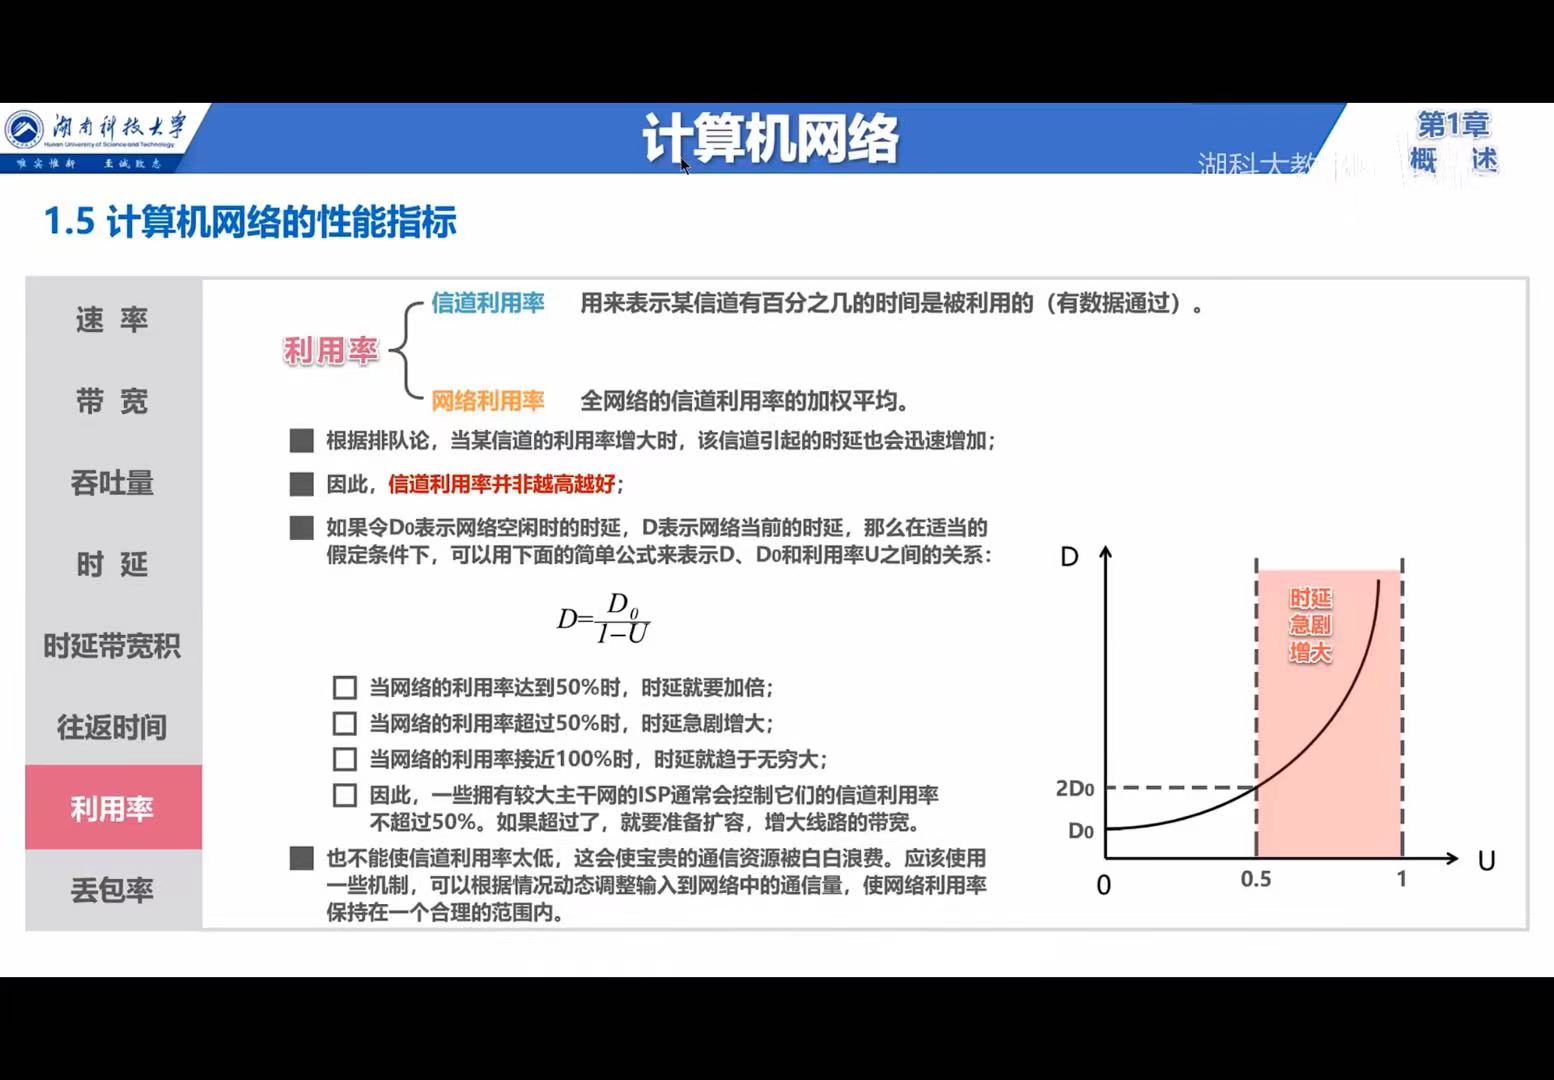 湖南科技大学
Hunan University of Science and Technology
唯实惟新 至诚致志
计算机网络
第1章
概 述
湖科大教
1.5 计算机网络的性能指标
速 率
带 宽
吞吐量
时 延
时延带宽积
往返时间
利用率
丢包率
利用率
信道利用率 用来表示某信道有百分之几的时间是被利用的（有数据通过）。
网络利用率 全网络的信道利用率的加权平均。
根据排队论，当某信道的利用率增大时，该信道引起的时延也会迅速增加；
因此，信道利用率并非越高越好；
如果令D0表示网络空闲时的时延，D表示网络当前的时延，那么在适当的
假定条件下，可以用下面的简单公式来表示D、D0和利用率U之间的关系：
D=D0/1-U
当网络的利用率达到50%时，时延就要加倍；
当网络的利用率超过50%时，时延急剧增大；
当网络的利用率接近100%时，时延就趋于无穷大；
因此，一些拥有较大主干网的ISP通常会控制它们的信道利用率
不超过50%。如果超过了，就要准备扩容，增大线路的带宽。
也不能使信道利用率太低，这会使宝贵的通信资源被白白浪费。应该使用
一些机制，可以根据情况动态调整输入到网络中的通信量，使网络利用率
保持在一个合理的范围内。
D
时延
急剧
增大
2D0
D0
0
0.5
1
U